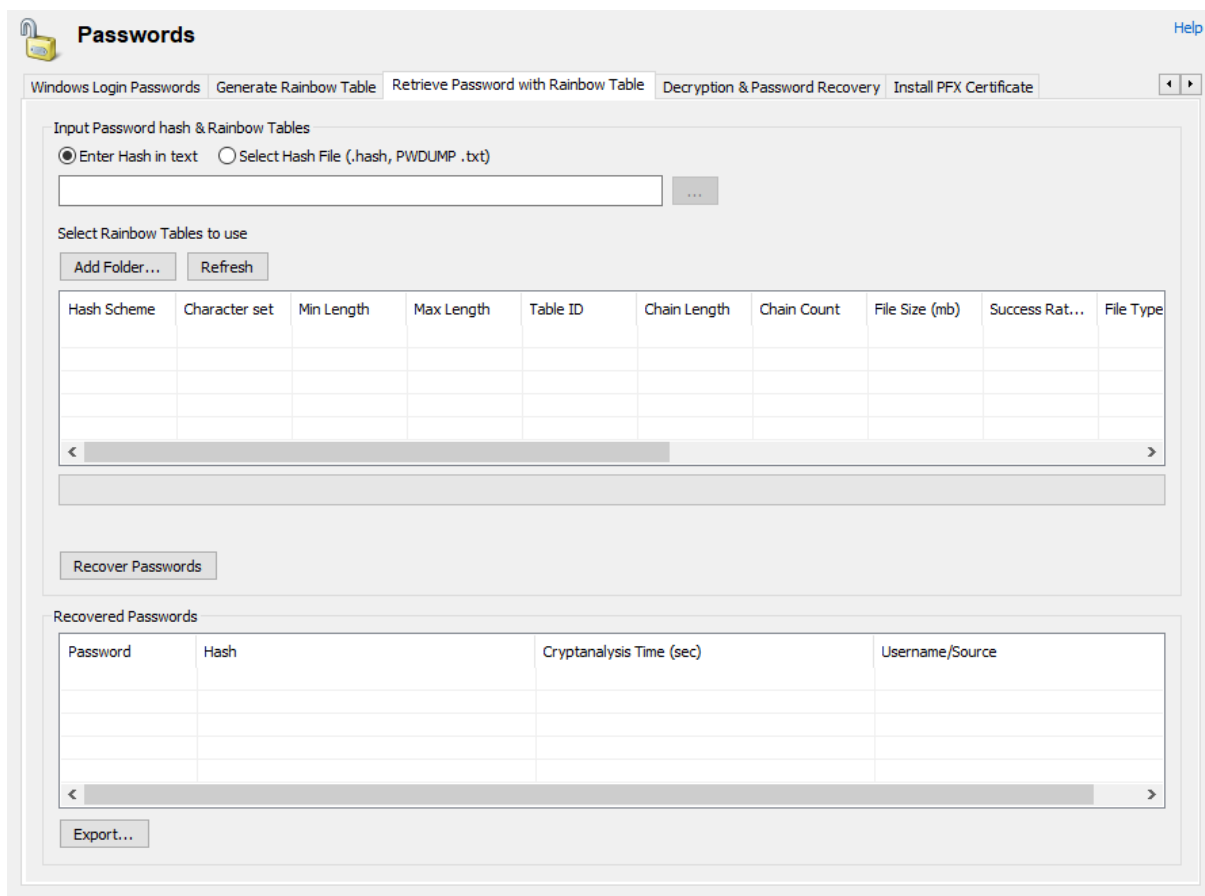 Passwords
Help
Windows Login Passwords Generate Rainbow Table Retrieve Password with Rainbow Table Decryption & Password Recovery Install PFX Certificate
Input Password hash & Rainbow Tables
Enter Hash in text Select Hash File (.hash, PWDUMP .txt)
...
Select Rainbow Tables to use
Add Folder... Refresh
Hash Scheme Character set Min Length Max Length Table ID Chain Length Chain Count File Size (mb) Success Rat... File Type
Recover Passwords
Recovered Passwords
Password Hash Cryptanalysis Time (sec) Username/Source
Export...